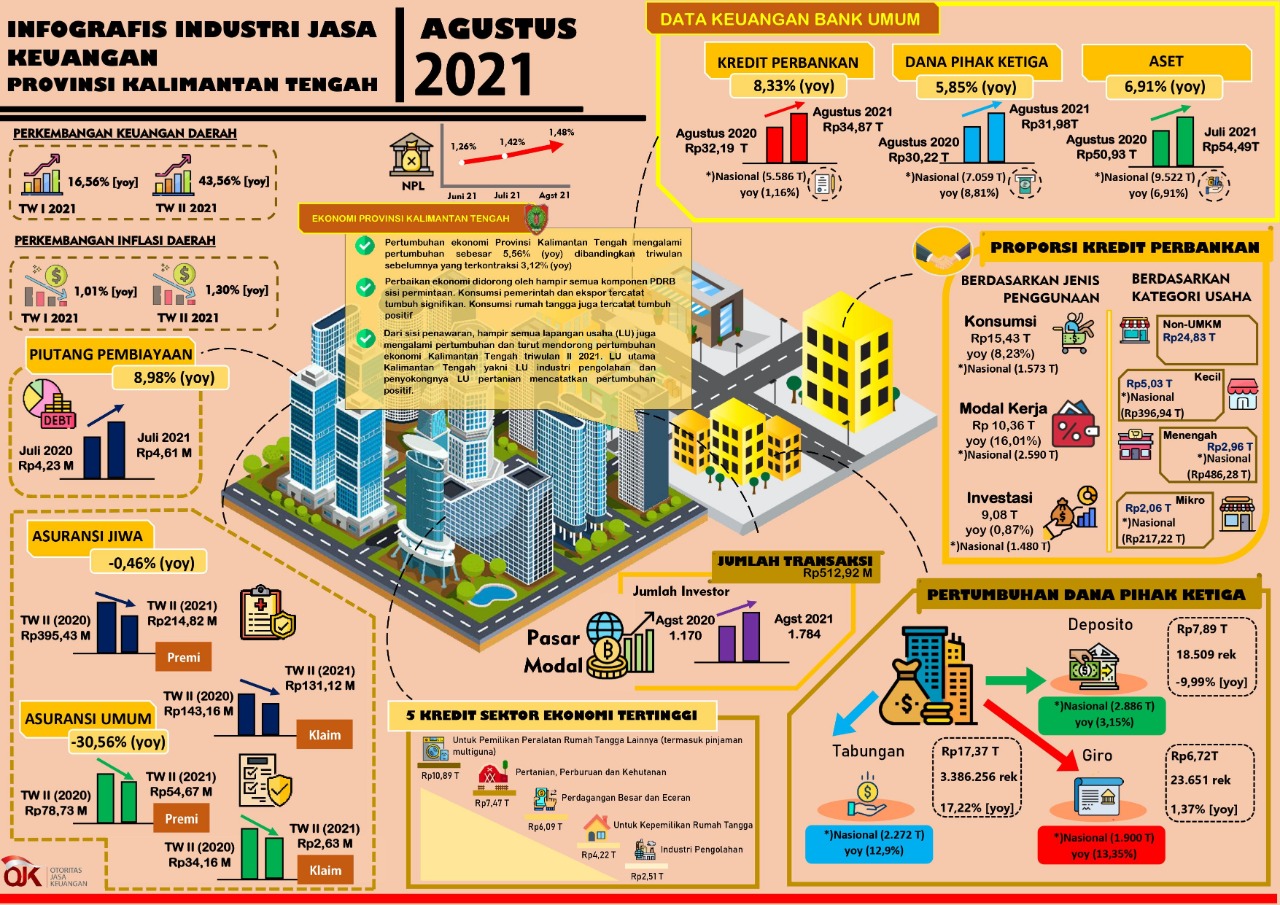 INFOGRAFIS INDUSTRI JASA
KEUANGAN
PROVINSI KALIMANTAN TENGAH
AGUSTUS
2021
DATA KEUANGAN BANK UMUM
KREDIT PERBANKAN
8,33% (yoy)
Agustus 2020
Rp32,19 T
Agustus 2021
Rp34,87 T
*)Nasional (5.586 T)
yoy (1,16%)
DANA PIHAK KETIGA
5,85% (yoy)
Agustus 2020
Rp30,22 T
Agustus 2021
Rp31,98T
*)Nasional (7.059 T)
yoy (8,81%)
ASET
6,91% (yoy)
Agustus 2020
Rp50,93 T
Juli 2021
Rp54,49T
*)Nasional (9.522 T)
yoy (6,91%)
PERKEMBANGAN KEUANGAN DAERAH
16,56% [yoy]
TW I 2021
43,56% [yoy]
TW II 2021
NPL
1,26%
1,42%
1,48%
Juni 21
Juli 21
Agst 21
PERKEMBANGAN INFLASI DAERAH
1,01% [yoy]
TW I 2021
1,30% [yoy]
TW II 2021
EKONOMI PROVINSI KALIMANTAN TENGAH
Pertumbuhan ekonomi Provinsi Kalimantan Tengah mengalami
pertumbuhan sebesar 5,56% (yoy) dibandingkan triwulan
sebelumnya yang terkontraksi 3,12% (yoy)
Perbaikan ekonomi didorong oleh hampir semua komponen PDRB
sisi permintaan. Konsumsi pemerintah dan ekspor tercatat
tumbuh signifikan. Konsumsi rumah tangga juga tercatat tumbuh
positif
Dari sisi penawaran, hampir semua lapangan usaha (LU) juga
mengalami pertumbuhan dan turut mendorong pertumbuhan
ekonomi Kalimantan Tengah triwulan II 2021. LU utama
Kalimantan Tengah yakni LU industri pengolahan dan
penyokongnya LU pertanian mencatatkan pertumbuhan
positif.
PIUTANG PEMBIAYAAN
8,98% (yoy)
DEBT
Juli 2020
Rp4,23 M
Juli 2021
Rp4,61 M
ASURANSI JIWA
-0,46% (yoy)
TW II (2020)
Rp395,43 M
TW II (2021)
Rp214,82 M
Premi
TW II (2020)
Rp143,16 M
TW II (2021)
Rp131,12 M
Klaim
ASURANSI UMUM
-30,56% (yoy)
TW II (2020)
Rp78,73 M
TW II (2021)
Rp54,67 M
Premi
TW II (2020)
Rp34,16 M
TW II (2021)
Rp2,63 M
Klaim
OJK
OTORITAS
JASA
KEUANGAN
PROPORSI KREDIT PERBANKAN
BERDASARKAN JENIS
PENGGUNAAN
Konsumsi
Rp15,43 T
yoy (8,23%)
*)Nasional (1.573 T)
Modal Kerja
Rp 10,36 T
yoy (16,01%)
*)Nasional (2.590 T)
Investasi
9,08 T
yoy (0,87%)
*)Nasional (1.480 T)
BERDASARKAN
KATEGORI USAHA
Non-UMKM
Rp24,83 T
Kecil
Rp5,03 T
*)Nasional
(Rp396,94 T)
Menengah
Rp2,96 T
*)Nasional
(Rp486,28 T)
Mikro
Rp2,06 T
*)Nasional
(Rp217,22 T)
JUMLAH TRANSAKSI
Rp512,92 M
Jumlah Investor
Pasar
Modal
Agst 2020
1.170
Agst 2021
1.784
5 KREDIT SEKTOR EKONOMI TERTINGGI
Untuk Pemilikan Peralatan Rumah Tangga Lainnya (termasuk pinjaman
multiguna)
Rp10,89 T
Pertanian, Perburuan dan Kehutanan
Rp7,47 T
Perdagangan Besar dan Eceran
Rp6,09 T
Untuk Kepemilikan Rumah Tangga
Rp4,22 T
Industri Pengolahan
Rp2,51 T
PERTUMBUHAN DANA PIHAK KETIGA
Deposito
Rp7,89 T
18.509 rek
-9,99% [yoy]
*)Nasional (2.886 T)
yoy (3,15%)
Tabungan
Rp17,37 T
3.386.256 rek
17,22% [yoy]
*)Nasional (2.272 T)
yoy (12,9%)
Giro
Rp6,72T
23.651 rek
1,37% [yoy]
*)Nasional (1.900 T)
yoy (13,35%)